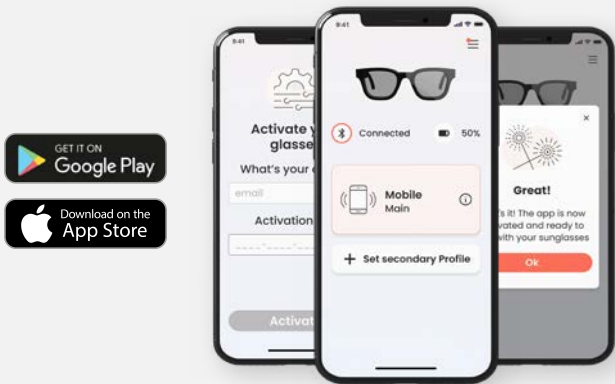 GET IT ON
Google Play
Download on the
App Store
9:41
Activate
glasse
What's your
email
Activation
Activat
9:41
Connected
50%
Mobile
Main
+ Set secondary Profile
Great!
's it! The app is now
vated and ready to
with your sunglasses
Ok